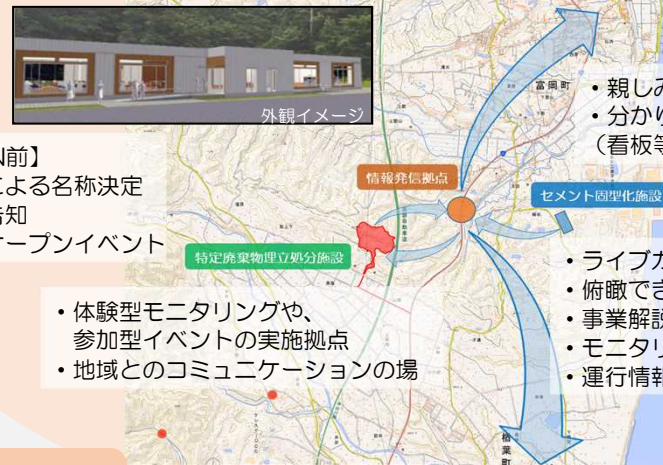 外観イメージ
富岡町
・親しみ
・分かり
(看板等
N前】
による名称決定
告知
オープンイベント
情報発信拠点
セメント固型化施設
特定廃棄物埋立処分施設
・体験型モニタリングや、
参加型イベントの実施拠点
・地域とのコミュニケーションの場
・ライブカ
・俯瞰でき
・事業解説
・モニタリ
・運行情報
楢葉町